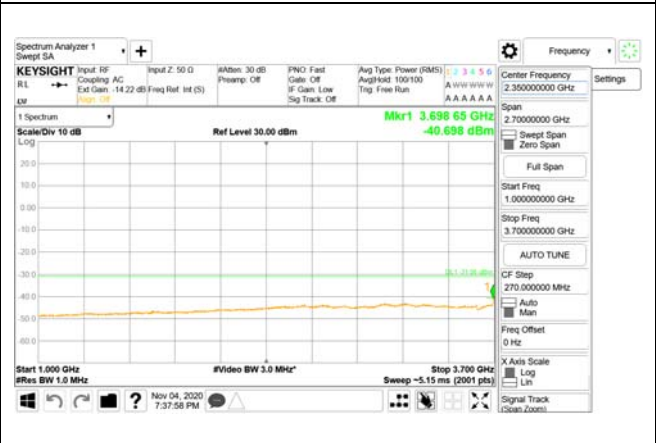 Spectrum Analyzer 1
Swept SA
+
Frequency
KEYSIGHT
RL
Input: RF
Coupling: AC
Ext Gain: -14.22 dB
Align: Off
Input Z: 50 Ω
Freq Ref: Int (S)
#Atten: 30 dB
Preamp: Off
PNO: Fast
Gate: Off
IF Gain: Low
Sig Track: Off
Avg Type: Power (RMS)
Avg|Hold: 100/100
Trig: Free Run
1 2 3 4 5 6
A W W W W W
A A A A A A
1 Spectrum
Scale/Div 10 dB
Log
Ref Level 30.00 dBm
Mkr1 3.698 65 GHz
-40.698 dBm
20.0
10.0
0.00
-10.0
-20.0
-30.0
-40.0
-50.0
-60.0
1
Start 1.000 GHz
#Res BW 1.0 MHz
#Video BW 3.0 MHz*
Stop 3.700 GHz
Sweep ~5.15 ms (2001 pts)
Nov 04, 2020
7:37:58 PM
?
Center Frequency
2.350000000 GHz
Settings
Span
2.70000000 GHz
Swept Span
Zero Span
Full Span
Start Freq
1.000000000 GHz
Stop Freq
3.700000000 GHz
AUTO TUNE
CF Step
270.000000 MHz
Auto
Man
Freq Offset
0 Hz
X Axis Scale
Log
Lin
Signal Track
(Span Zoom)